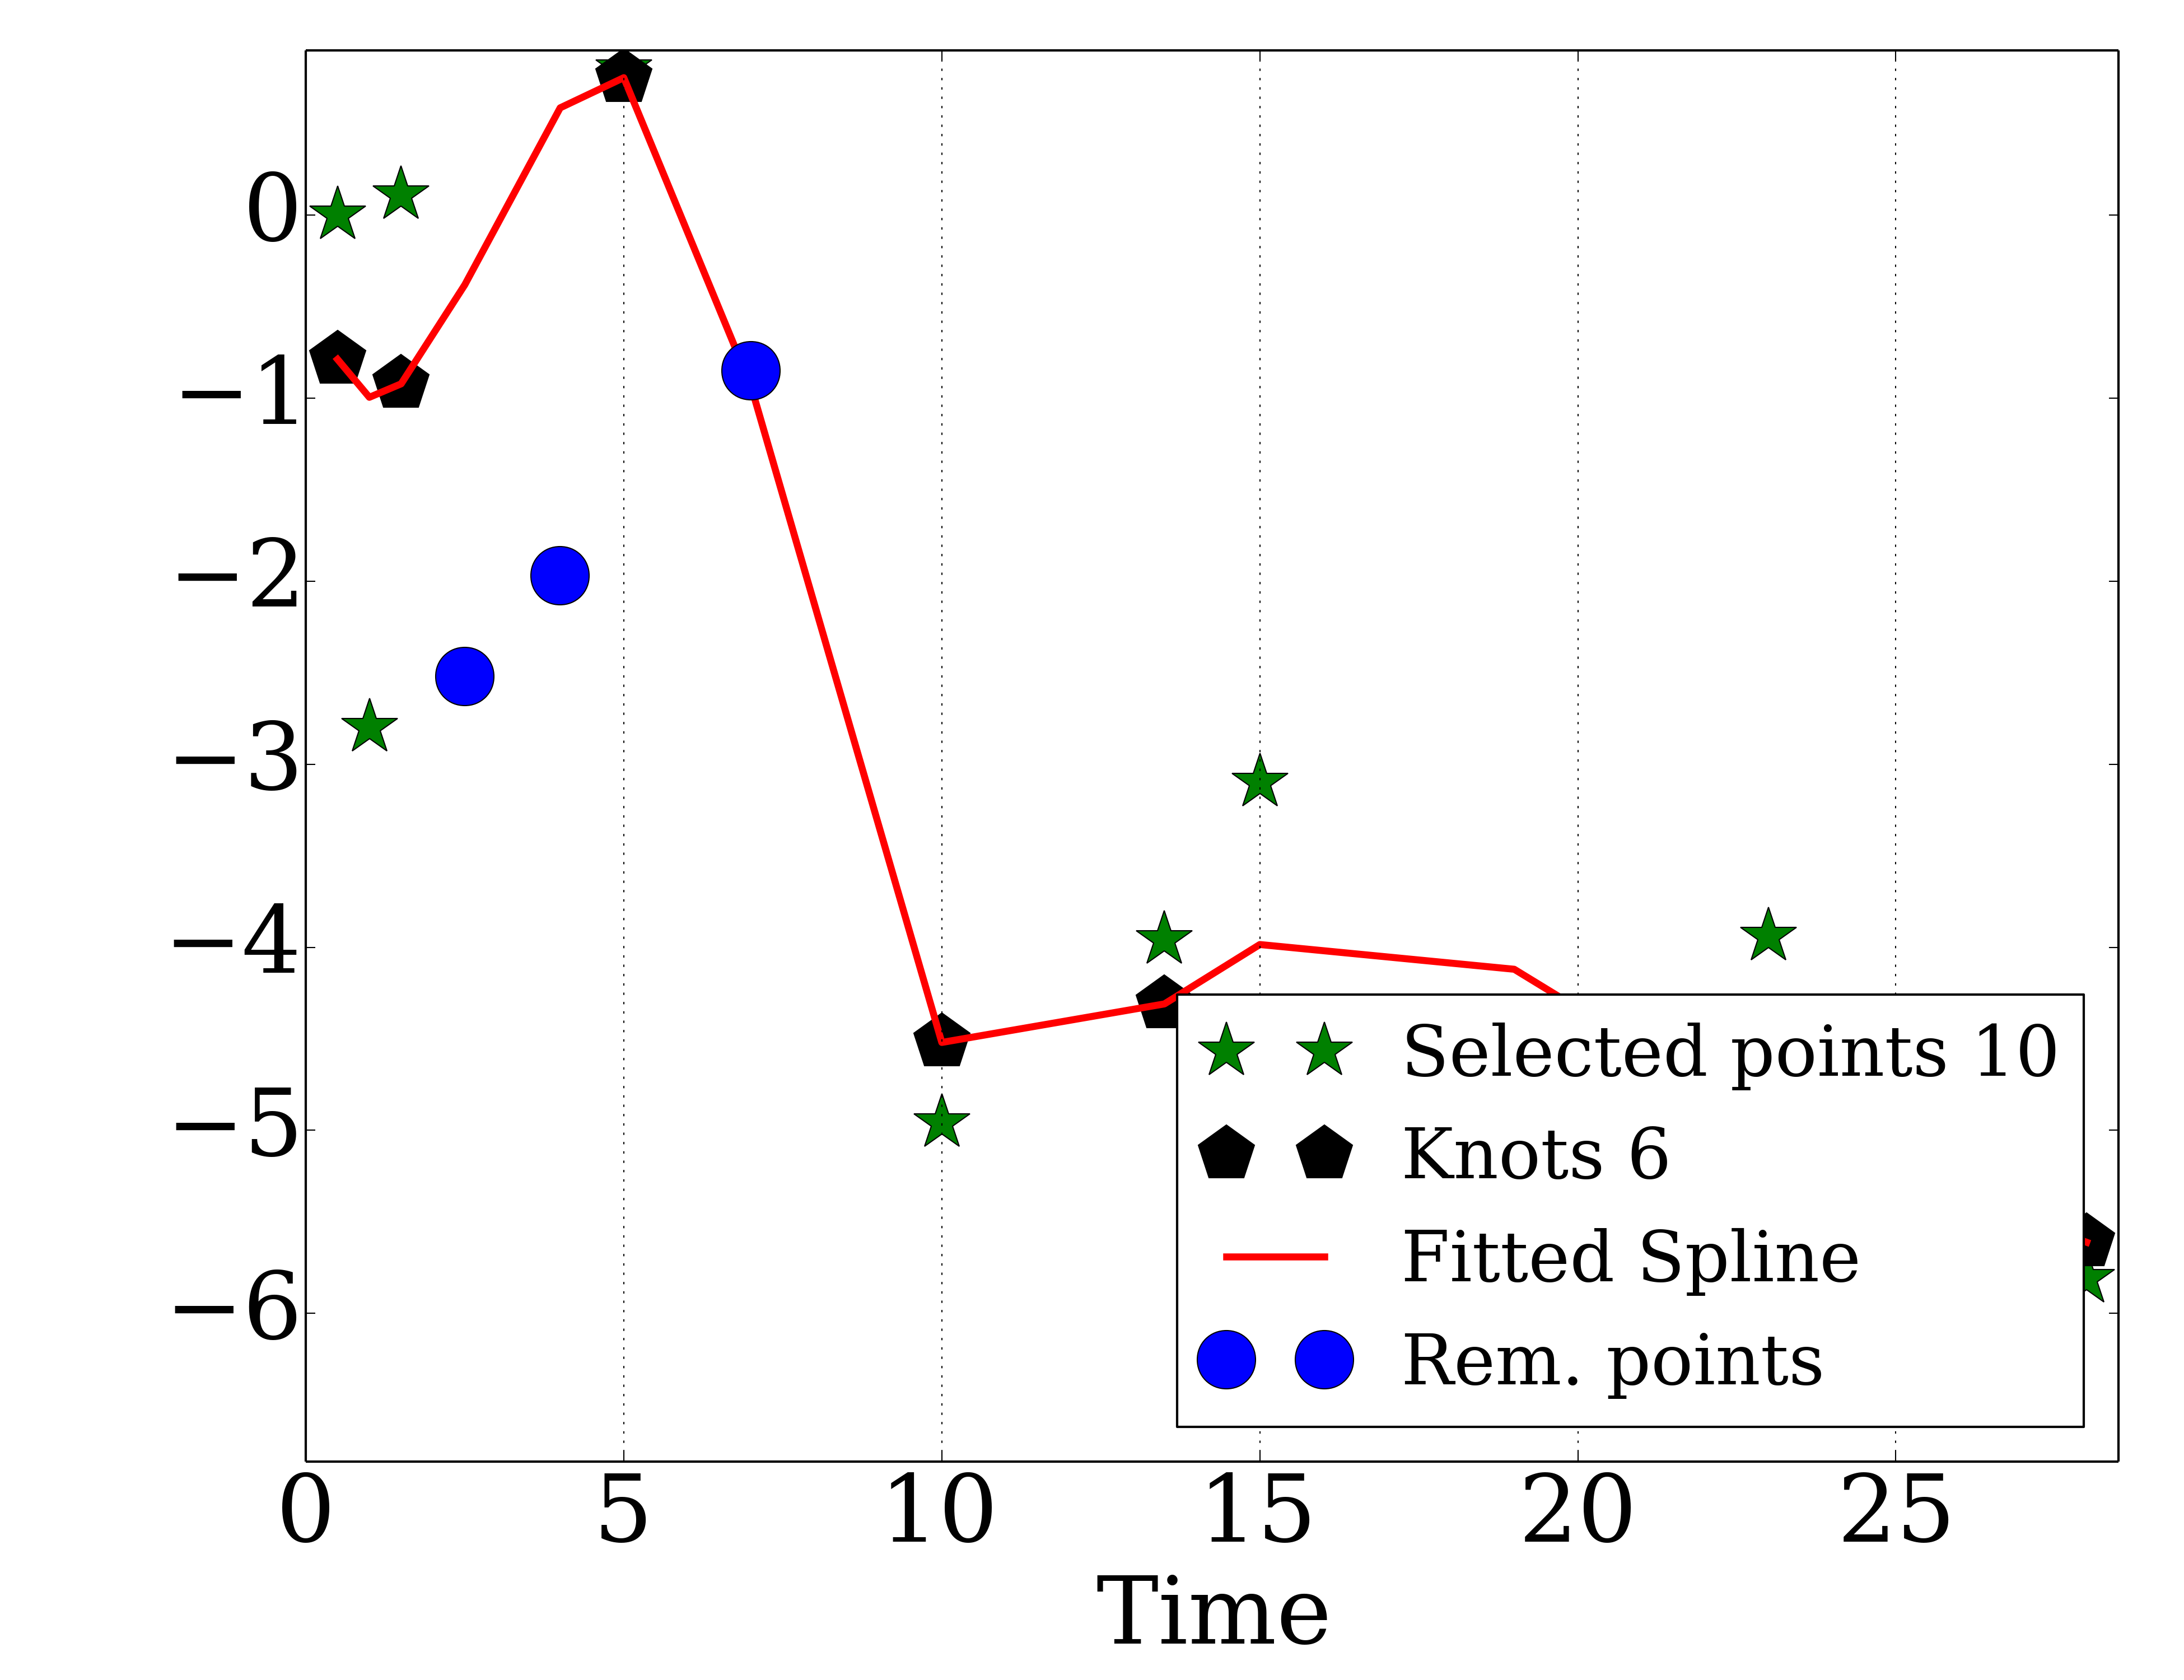 0
−1
−2
−3
−4
−5
−6
Selected points 10
Knots 6
Fitted Spline
Rem. points
0 5 10 15 20 25
Time